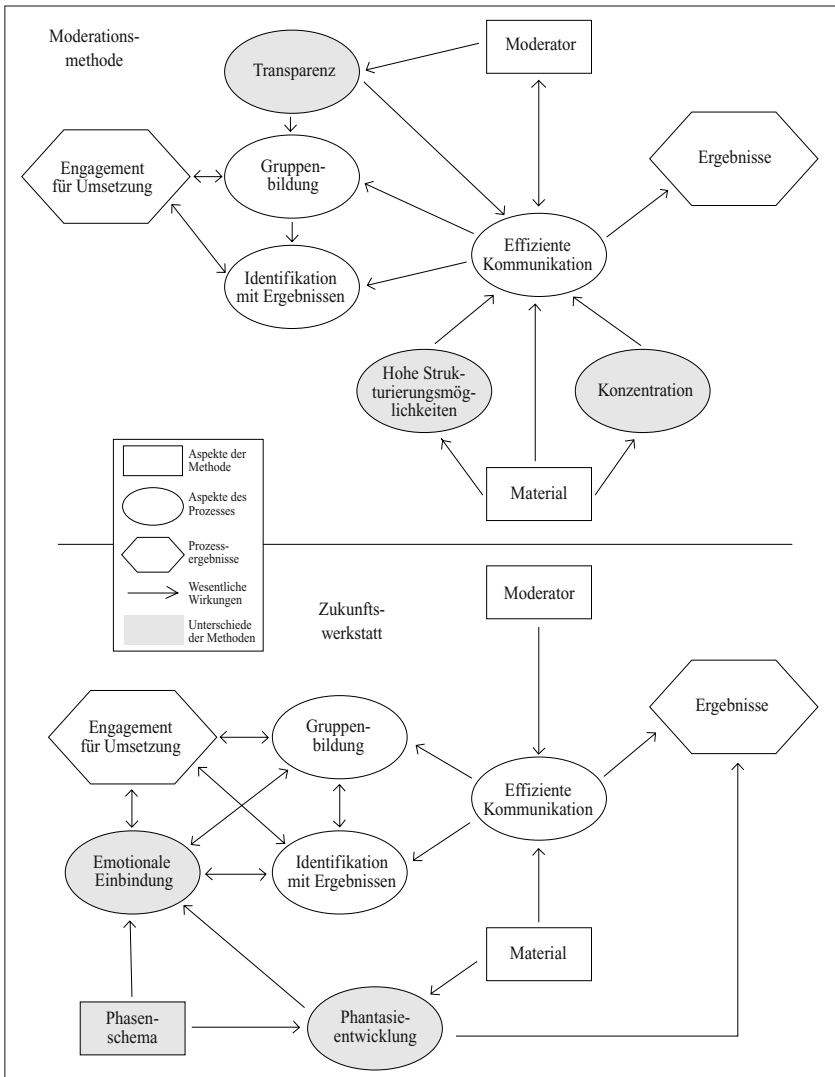 Moderations-
methode
Transparenz
Moderator
Engagement
für Umsetzung
Gruppen-
bildung
Ergebnisse
Effiziente
Kommunikation
Identifikation
mit Ergebnissen
Hohe Struk-
turierungsmög-
lichkeiten
Konzentration
Material
Aspekte der
Methode
Aspekte des
Prozesses
Prozess-
ergebnisse
Wesentliche
Wirkungen
Unterschiede
der Methoden
Zukunfts-
werkstatt
Moderator
Engagement
für Umsetzung
Gruppen-
bildung
Ergebnisse
Effiziente
Kommunikation
Emotionale
Einbindung
Identifikation
mit Ergebnissen
Material
Phasen-
schema
Phantasie-
entwicklung